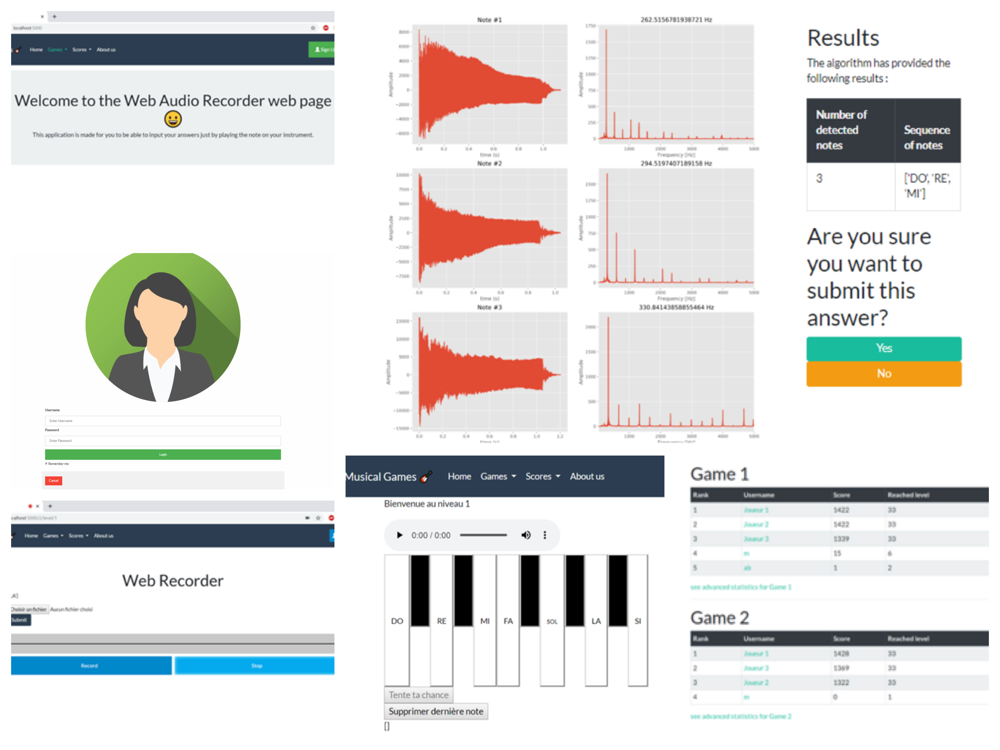 localhost:5000
Home Games Scores About us
Sign U
Welcome to the Web Audio Recorder web page
This application is made for you to be able to input your answers just by playing the note on your instrument.
Username
Enter Username
Password
Enter Password
Login
Remember me
Cancel
calhost:5000/2/level/1
Home Games Scores About us
Web Recorder
A']
Choisir un fichier Aucun fichier choisi
Submit
Record Stop
Note #1
8000
6000
4000
2000
0
−2000
−4000
−6000
Amplitude
0.0 0.2 0.4 0.6 0.8 1.0
time (s)
262.5156781938721 Hz
1750
1500
1250
1000
750
500
250
0
Amplitude
1000 2000 3000 4000 5000
Frequency [Hz]
Note #2
10000
7500
5000
2500
0
−2500
−5000
−7500
Amplitude
0.0 0.2 0.4 0.6 0.8 1.0
time (s)
294.5197407189158 Hz
1500
1250
1000
750
500
250
0
Amplitude
1000 2000 3000 4000 5000
Frequency [Hz]
Note #3
15000
10000
5000
0
−5000
−10000
−15000
Amplitude
0.0 0.2 0.4 0.6 0.8 1.0 1.2
time (s)
330.84143858855464 Hz
2000
1500
1000
500
0
Amplitude
1000 2000 3000 4000 5000
Frequency [Hz]
Results
The algorithm has provided the
following results :
Number of
detected
notes
Sequence
of notes
3
['DO', 'RE',
'MI']
Are you sure
you want to
submit this
answer?
Yes
No
Musical Games Home Games Scores About us
Bienvenue au niveau 1
0:00 / 0:00
DO RE MI FA SOL LA SI
Tente ta chance
Supprimer dernière note
[]
Game 1
Rank Username Score Reached level
1 Joueur 1 1422 33
2 Joueur 2 1422 33
3 Joueur 3 1339 33
4 m 15 6
5 ab 1 2
see advanced statistics for Game 1
Game 2
Rank Username Score Reached level
1 Joueur 1 1428 33
2 Joueur 3 1369 33
3 Joueur 2 1322 33
4 m 0 1
see advanced statistics for Game 2